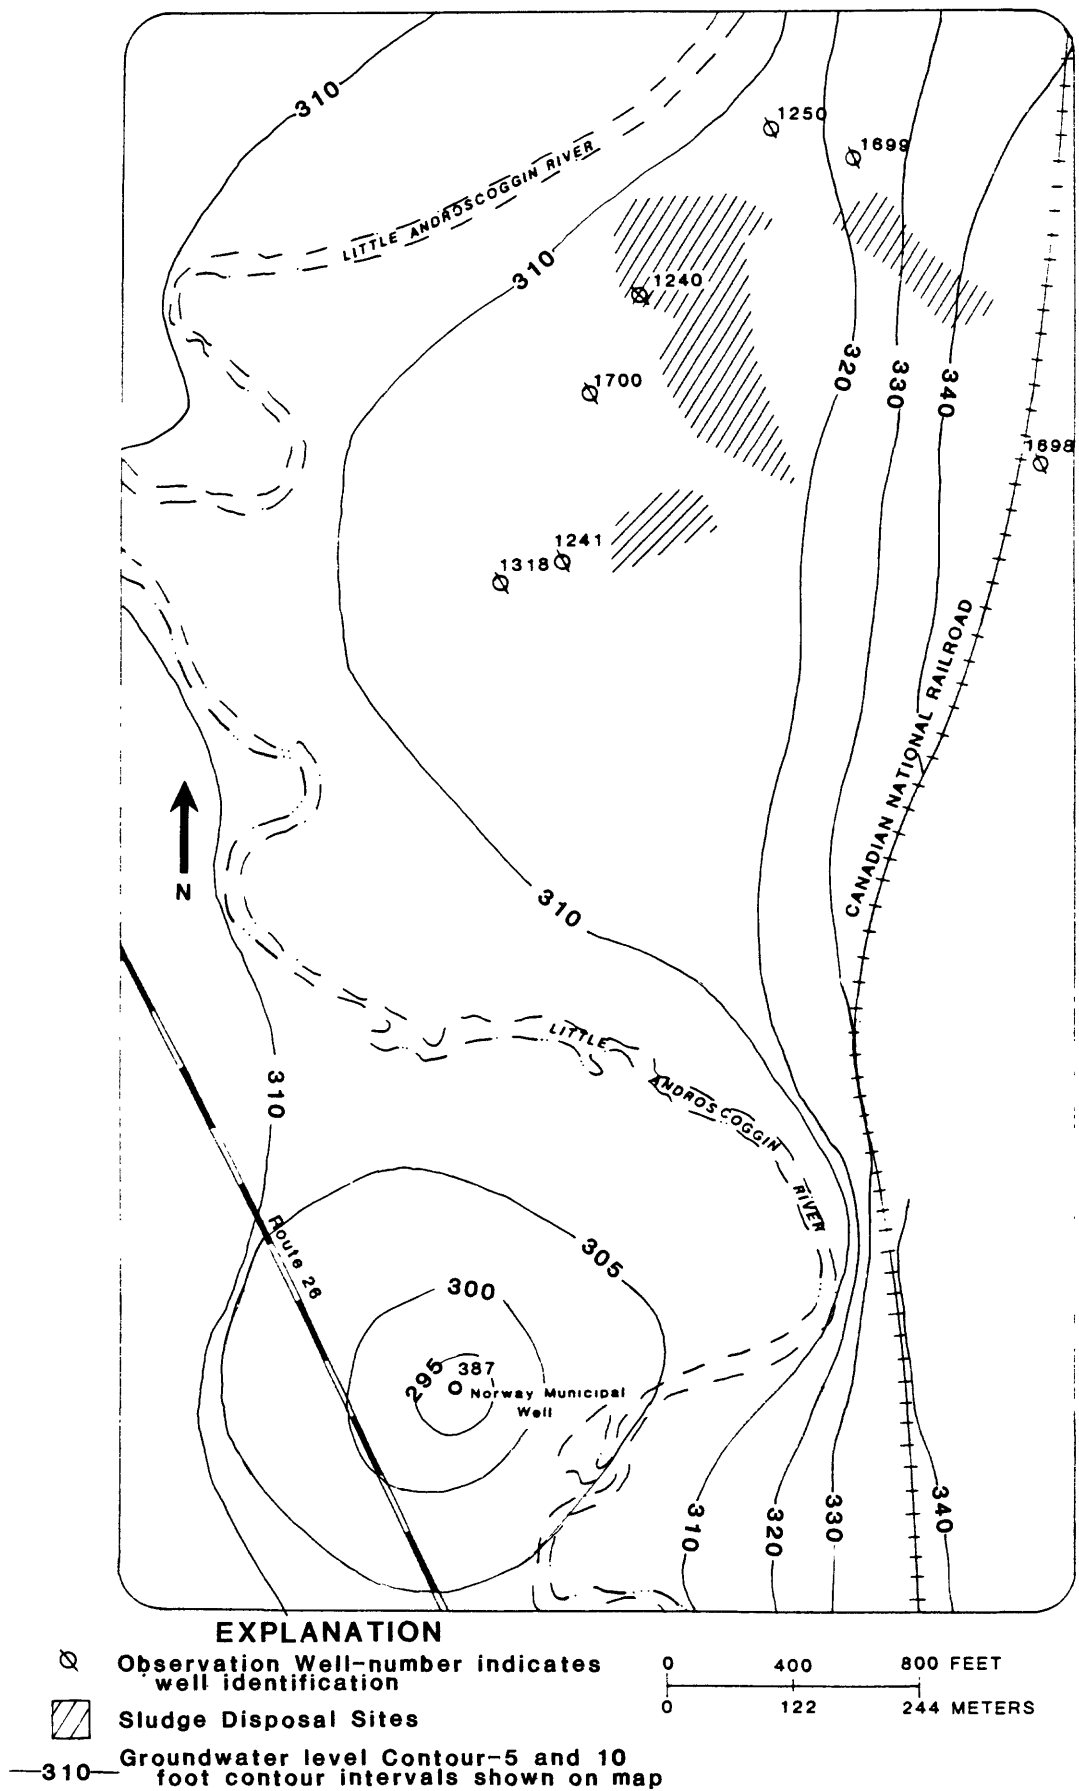 310
1250
1699
LITTLE ANDROSCOGGIN RIVER
310
1240
320
330
340
1700
1698
1241
1318
CANADIAN NATIONAL RAILROAD
N
310
LITTLE
ANDROSCOGGIN
RIVER
310
Route 26
305
300
295
387
Norway Municipal
Well
310
320
330
340
EXPLANATION
Observation Well-number indicates
well identification
Sludge Disposal Sites
310
Groundwater level Contour-5 and 10
foot contour intervals shown on map
0 400 800 FEET
0 122 244 METERS